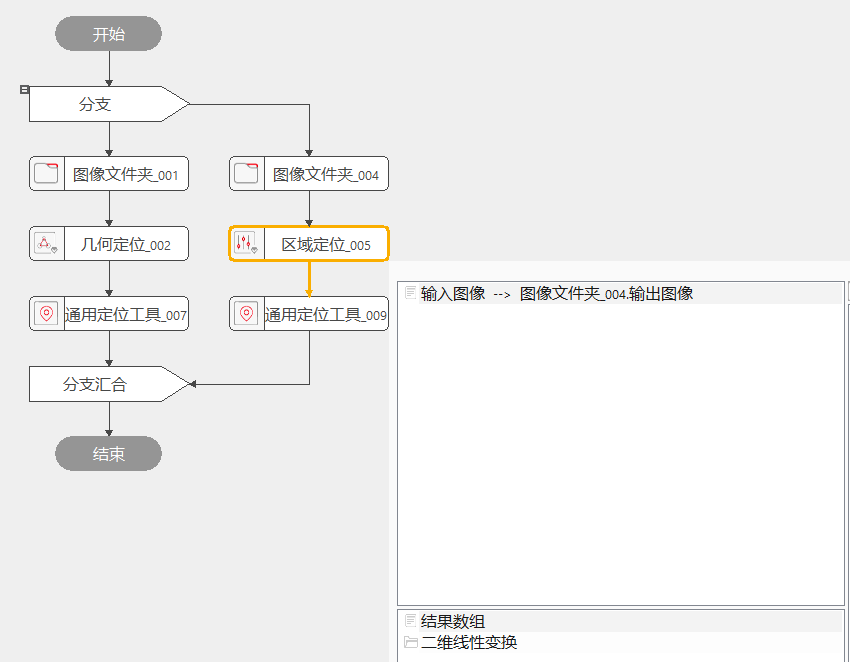 开始
分支
图像文件夹_001
图像文件夹_004
几何定位_002
区域定位_005
通用定位工具_007
通用定位工具_009
分支汇合
结束
输入图像 --> 图像文件夹_004.输出图像
结果数组
二维线性变换